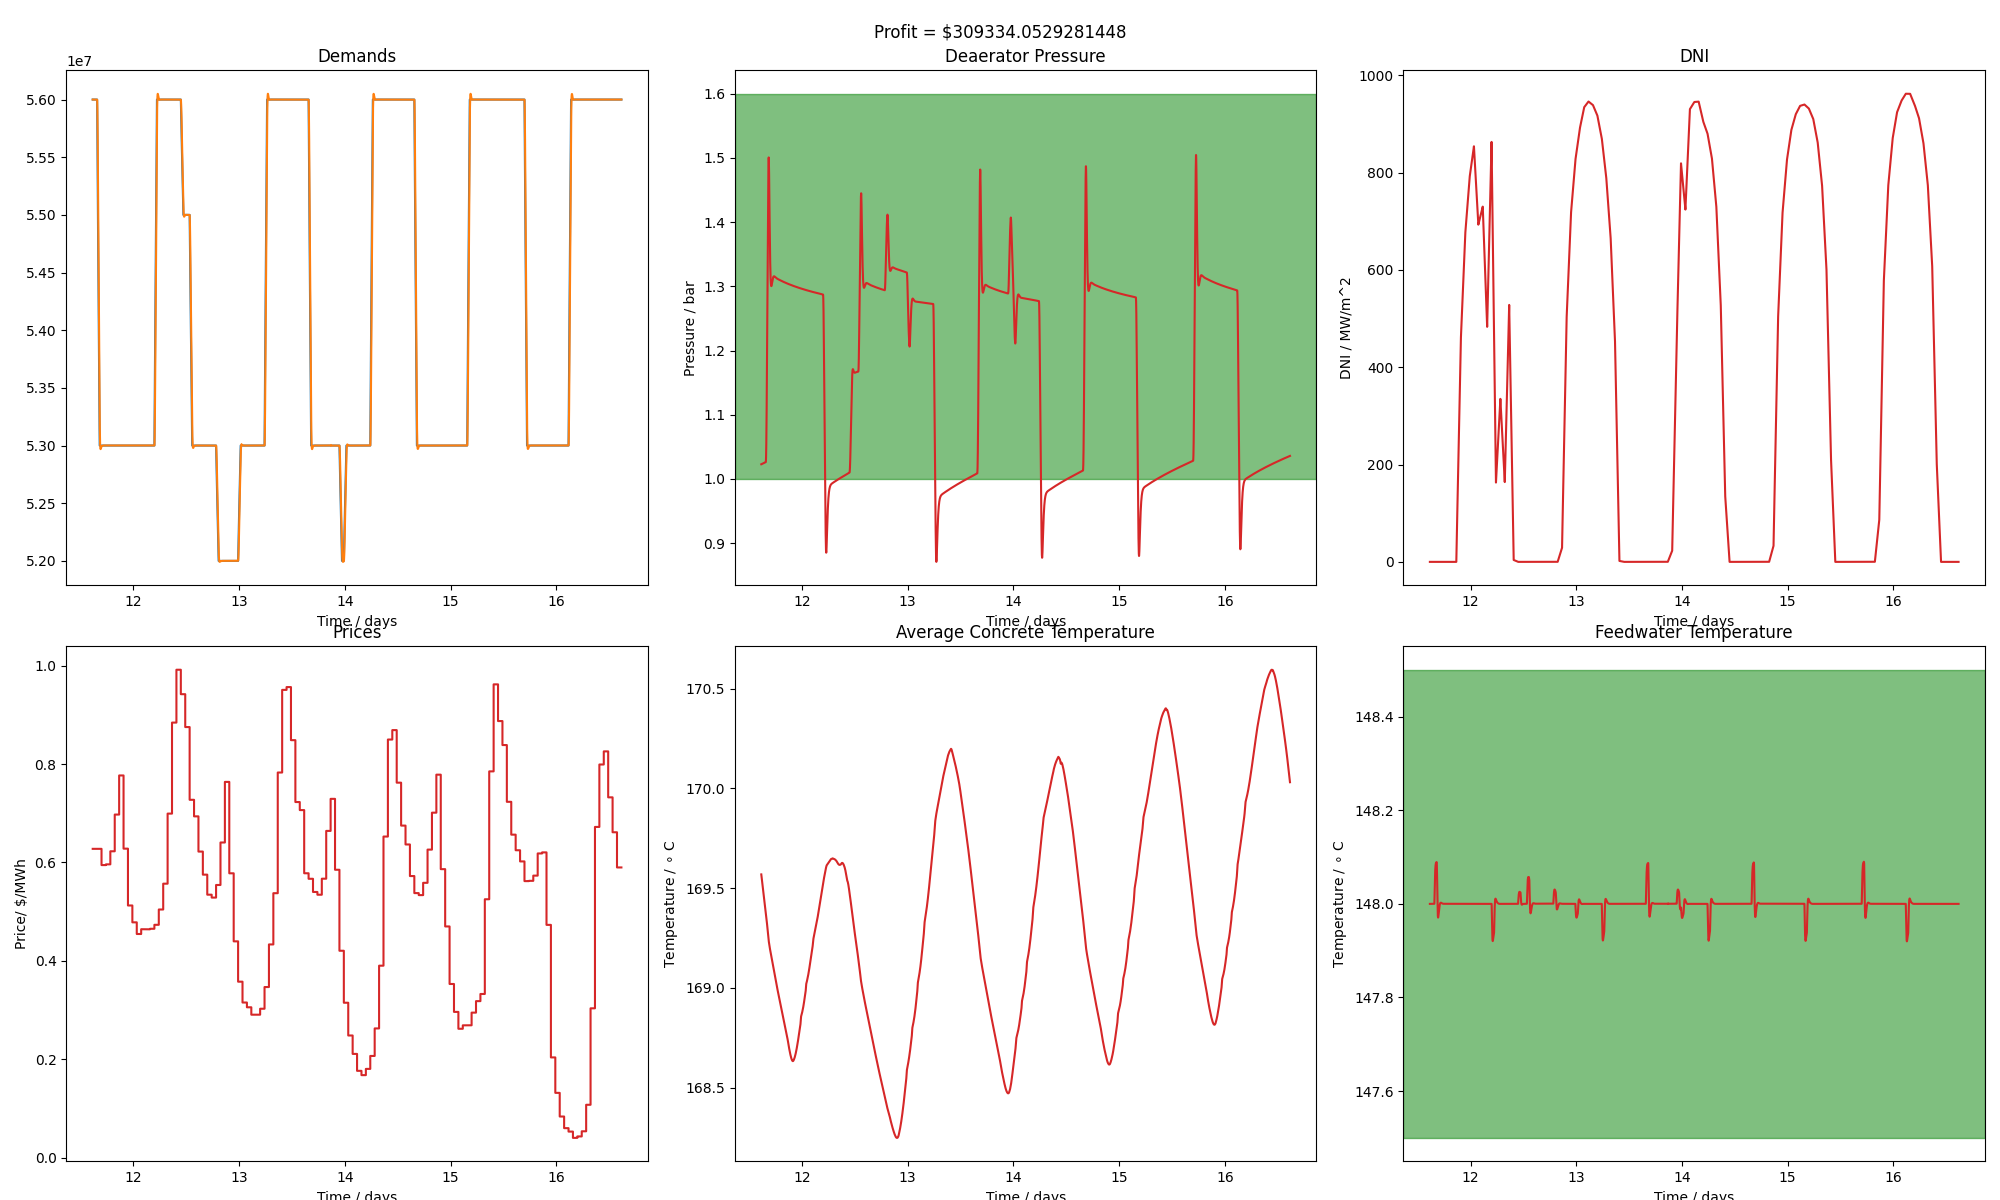 Profit = $309334.0529281448
Demands
1e7
5.60
5.55
5.50
5.45
5.40
5.35
5.30
5.25
5.20
12 13 14 15 16
Time / days
Deaerator Pressure
Pressure / bar
1.6
1.5
1.4
1.3
1.2
1.1
1.0
0.9
12 13 14 15 16
Time / days
DNI
DNI / MW/m^2
1000
800
600
400
200
0
12 13 14 15 16
Time / days
Prices
Price/ $/MWh
1.0
0.8
0.6
0.4
0.2
0.0
12 13 14 15 16
Time / days
Average Concrete Temperature
Temperature / ∘ C
170.5
170.0
169.5
169.0
168.5
12 13 14 15 16
Time / days
Feedwater Temperature
Temperature / ∘ C
148.4
148.2
148.0
147.8
147.6
12 13 14 15 16
Time / days